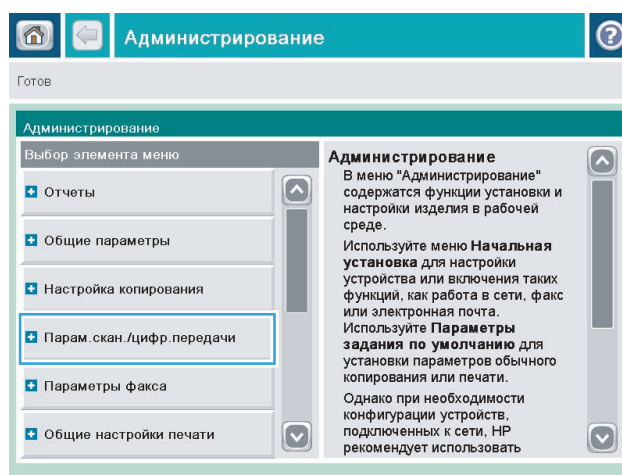 Администрирование
?
Готов
Администрирование
Выбор элемента меню
Отчеты
Общие параметры
Настройка копирования
Парам.скан./цифр.передачи
Параметры факса
Общие настройки печати
Администрирование
В меню "Администрирование"
содержатся функции установки и
настройки изделия в рабочей
среде.
Используйте меню Начальная
установка для настройки
устройства или включения таких
функций, как работа в сети, факс
или электронная почта.
Используйте Параметры
задания по умолчанию для
установки параметров обычного
копирования или печати.
Однако при необходимости
конфигурации устройств,
подключенных к сети, HP
рекомендует использовать